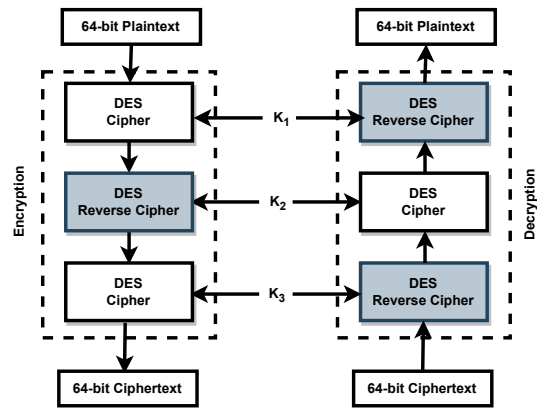 64-bit Plaintext
64-bit Plaintext
Encryption
DES
Cipher
K1
DES
Reverse Cipher
Decryption
DES
Reverse Cipher
K2
DES
Cipher
DES
Cipher
K3
DES
Reverse Cipher
64-bit Ciphertext
64-bit Ciphertext